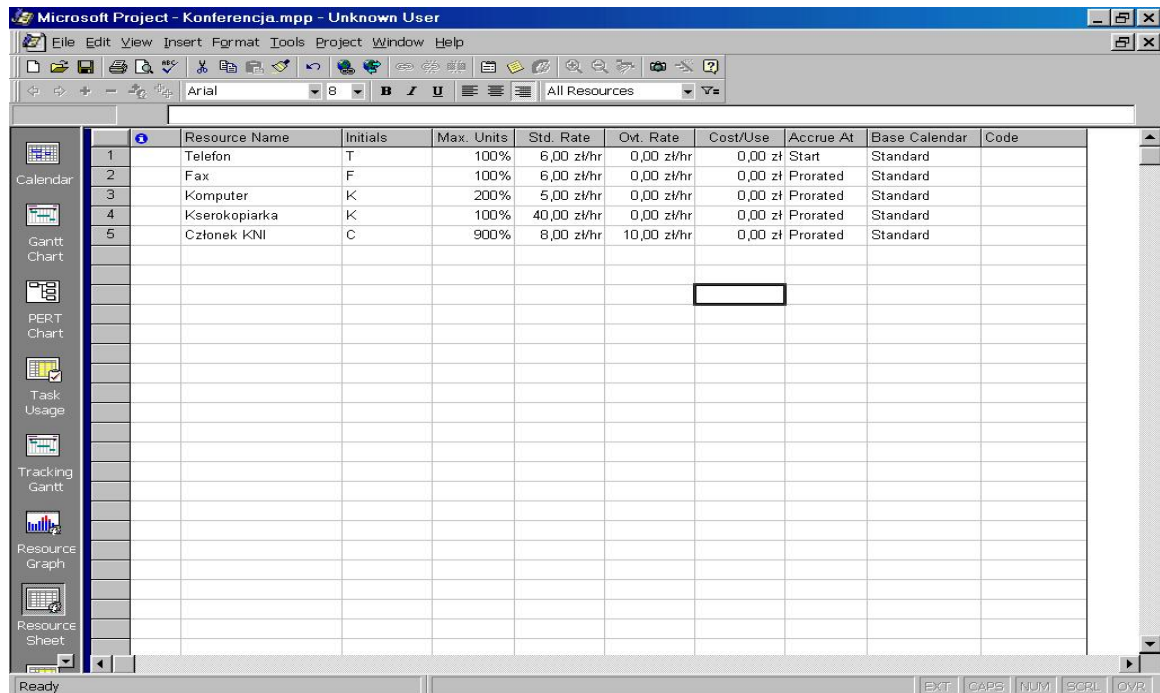 Microsoft Project - Konferencja.mpp - Unknown User
File Edit View Insert Format Tools Project Window Help
Arial 8 B I U All Resources
Resource Name Initials Max. Units Std. Rate Ovt. Rate Cost/Use Accrue At Base Calendar Code
1 Telefon T 100% 6,00 zł/hr 0,00 zł/hr 0,00 zł Start Standard
2 Fax F 100% 6,00 zł/hr 0,00 zł/hr 0,00 zł Prorated Standard
3 Komputer K 200% 5,00 zł/hr 0,00 zł/hr 0,00 zł Prorated Standard
4 Kserokopiarka K 100% 40,00 zł/hr 0,00 zł/hr 0,00 zł Prorated Standard
5 Członek KNI C 900% 8,00 zł/hr 10,00 zł/hr 0,00 zł Prorated Standard
Calendar
Gantt
Chart
PERT
Chart
Task
Usage
Tracking
Gantt
Resource
Graph
Resource
Sheet
Ready EXT CAPS NUM SCRL OVR